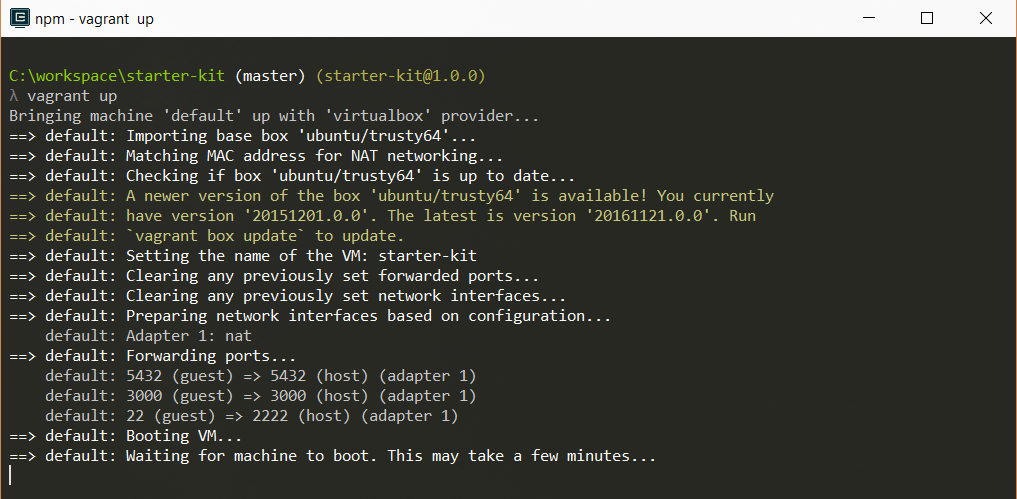 npm - vagrant up
C:\workspace\starter-kit (master) (starter-kit@1.0.0)
λ vagrant up
Bringing machine 'default' up with 'virtualbox' provider...
==> default: Importing base box 'ubuntu/trusty64'...
==> default: Matching MAC address for NAT networking...
==> default: Checking if box 'ubuntu/trusty64' is up to date...
==> default: A newer version of the box 'ubuntu/trusty64' is available! You currently
==> default: have version '20151201.0.0'. The latest is version '20161121.0.0'. Run
==> default: `vagrant box update` to update.
==> default: Setting the name of the VM: starter-kit
==> default: Clearing any previously set forwarded ports...
==> default: Clearing any previously set network interfaces...
==> default: Preparing network interfaces based on configuration...
    default: Adapter 1: nat
==> default: Forwarding ports...
    default: 5432 (guest) => 5432 (host) (adapter 1)
    default: 3000 (guest) => 3000 (host) (adapter 1)
    default: 22 (guest) => 2222 (host) (adapter 1)
==> default: Booting VM...
==> default: Waiting for machine to boot. This may take a few minutes...